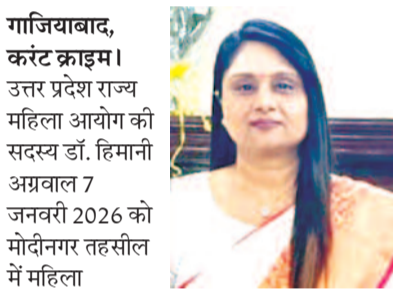 गाजियाबाद,
करंट क्राइम।
उत्तर प्रदेश राज्य
महिला आयोग की
सदस्य डॉ. हिमानी
अग्रवाल 7
जनवरी 2026 को
मोदीनगर तहसील
में महिला